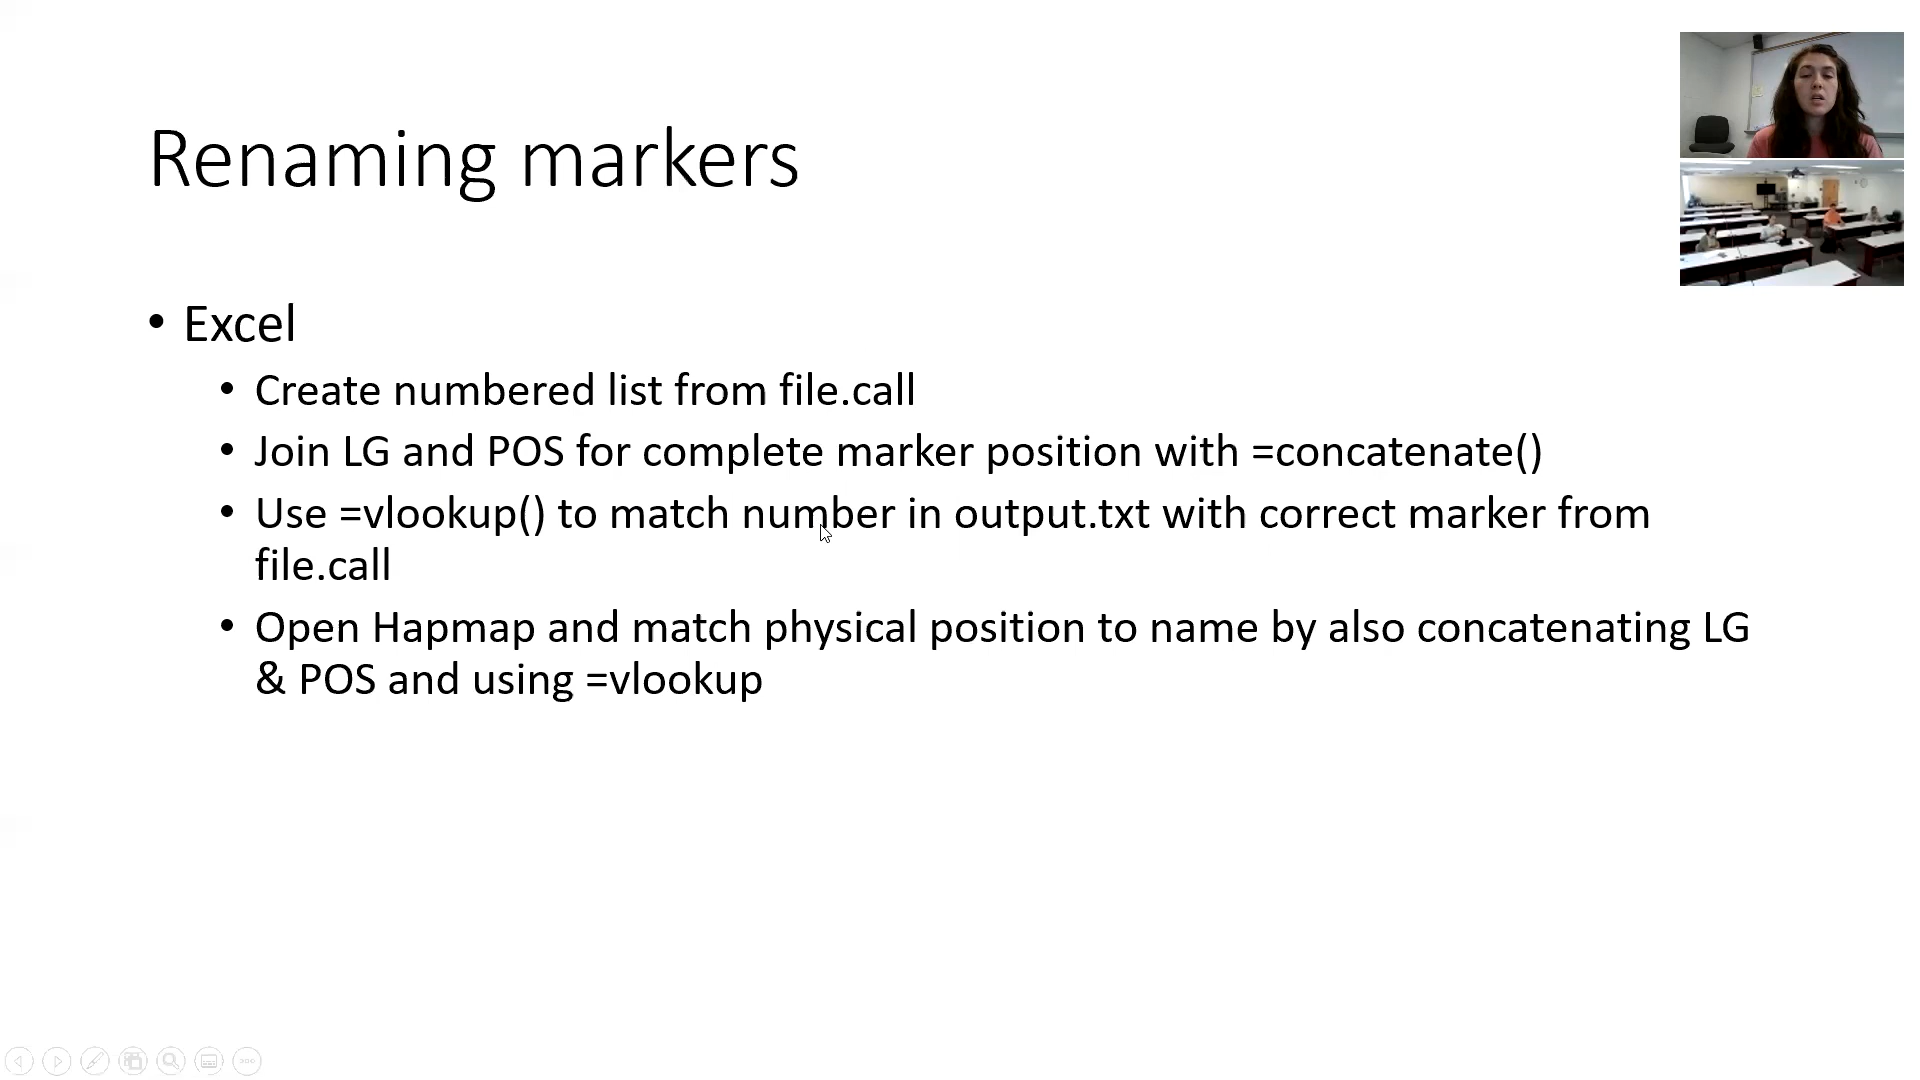 Renaming markers
• Excel
• Create numbered list from file.call
• Join LG and POS for complete marker position with =concatenate()
• Use =vlookup() to match number in output.txt with correct marker from
file.call
• Open Hapmap and match physical position to name by also concatenating LG
& POS and using =vlookup